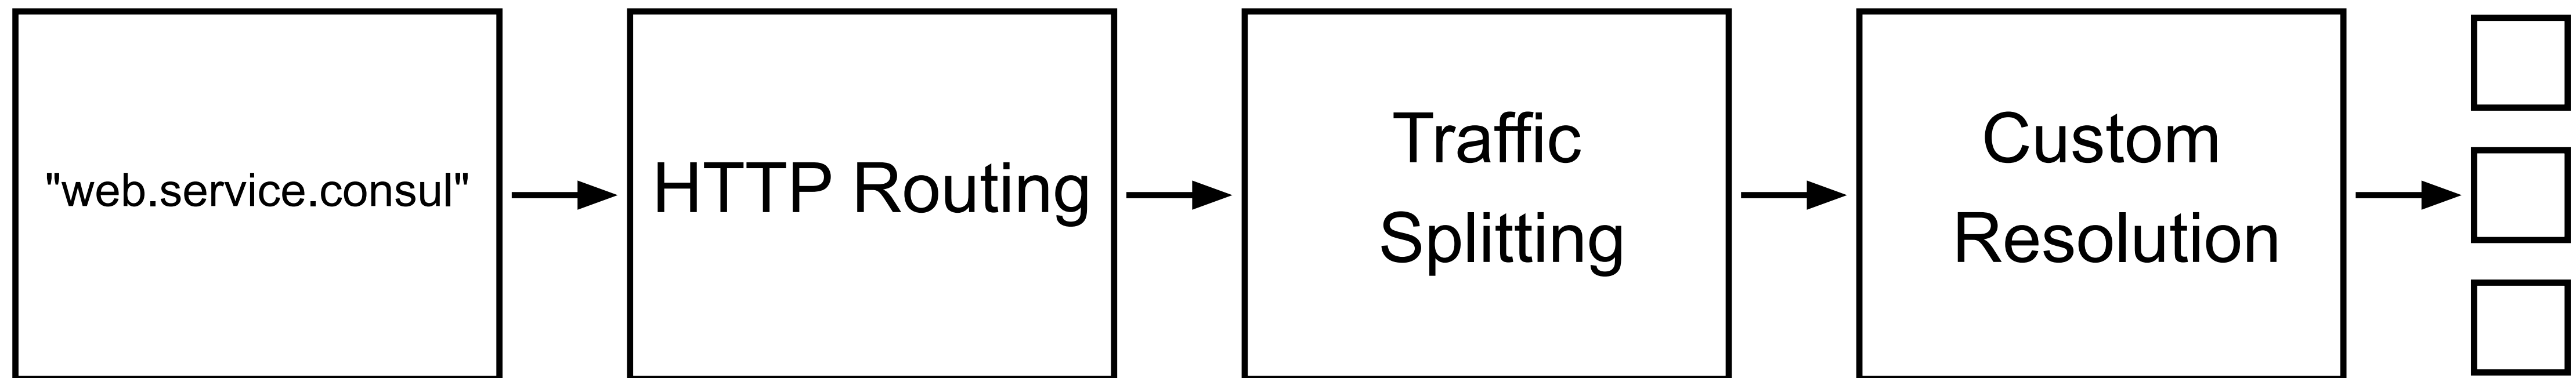 "web.service.consul"
HTTP Routing
Traffic
Splitting
Custom
Resolution